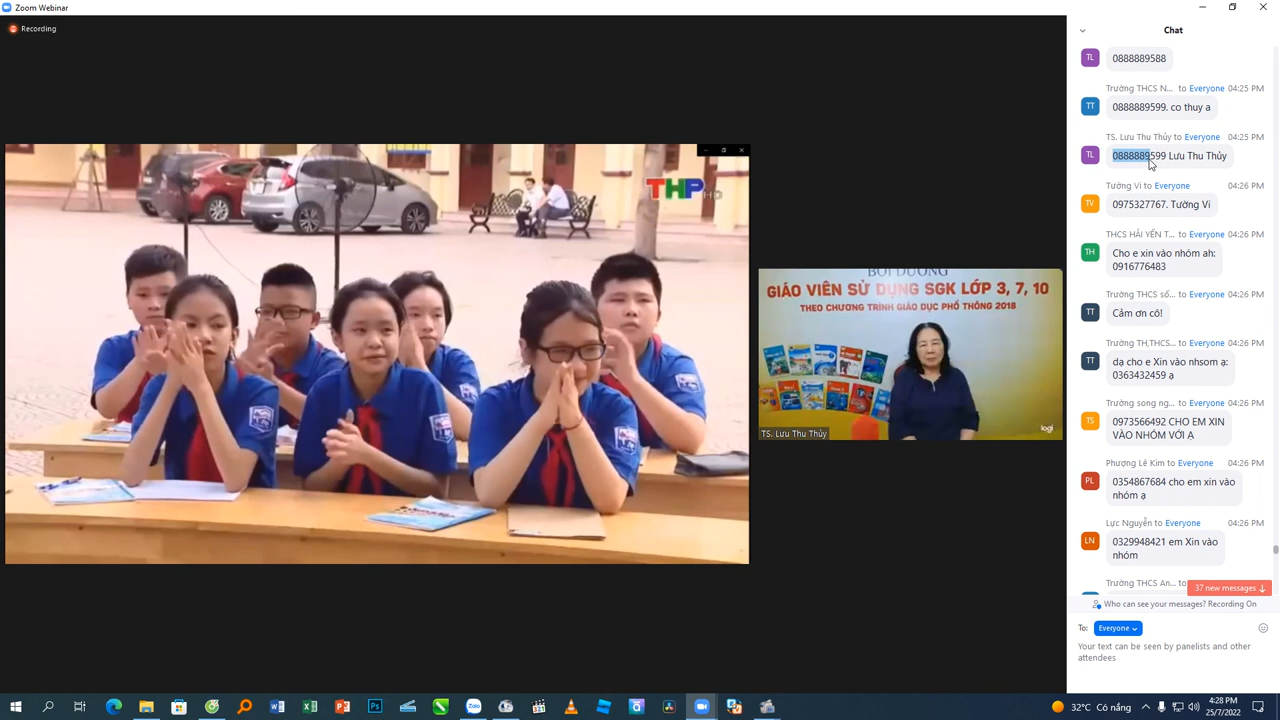 Zoom Webinar
Recording
THP HD
BỒI DƯỠNG
GIÁO VIÊN SỬ DỤNG SGK LỚP 3, 7, 10
THEO CHƯƠNG TRÌNH GIÁO DỤC PHỔ THÔNG 2018
logi
TS. Lưu Thu Thủy
Chat
TL
0888889588
Trường THCS N... to Everyone 04:25 PM
TT
0888889599. co thuy a
TS. Lưu Thu Thủy to Everyone 04:25 PM
TL
0888889599 Lưu Thu Thủy
Tường Vi to Everyone 04:26 PM
TV
0975327767. Tường Vi
THCS HẢI YẾN T... to Everyone 04:26 PM
TH
Cho e xin vào nhóm ah:
0916776483
Trường THCS số... to Everyone 04:26 PM
TT
Cảm ơn cô!
Trường TH,THCS... to Everyone 04:26 PM
TT
dạ cho e Xin vào nhsom ạ:
0363432459 ạ
Trường song ng... to Everyone 04:26 PM
TS
0973566492 CHO EM XIN
VÀO NHÓM VỚI Ạ
Phượng Lê Kim to Everyone 04:26 PM
PL
0354867684 cho em xin vào
nhóm ạ
Lực Nguyễn to Everyone 04:26 PM
LN
0329948421 em Xin vào
nhóm
Trường THCS An...
37 new messages
Who can see your messages? Recording On
To: Everyone
Your text can be seen by panelists and other
attendees
Zalo
32°C Có nắng
4:28 PM
25/7/2022